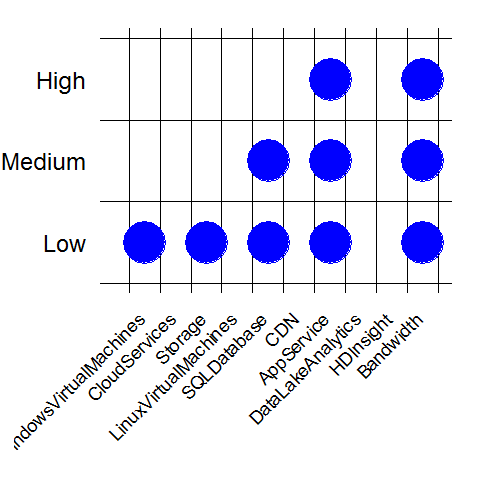 High
Medium
Low
ndowsVirtualMachines
CloudServices
Storage
LinuxVirtualMachines
SQLDatabase
CDN
AppService
DataLakeAnalytics
HDInsight
Bandwidth